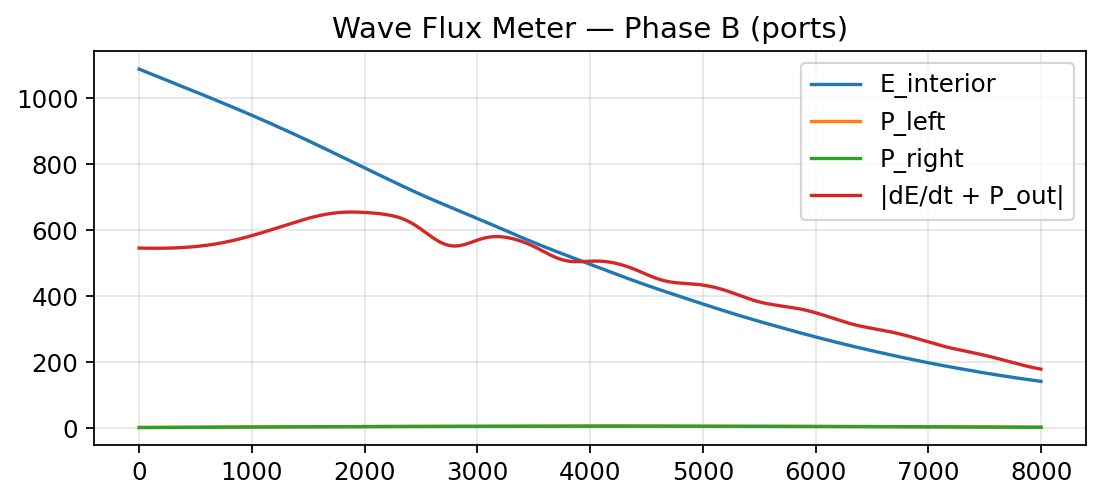 Wave Flux Meter — Phase B (ports)
E_interior
P_left
P_right
|dE/dt + P_out|
1000
800
600
400
200
0
0 1000 2000 3000 4000 5000 6000 7000 8000